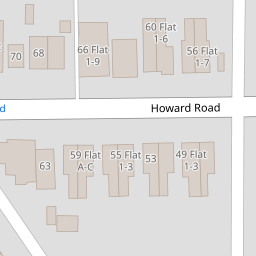 60 Flat
1-6
66 Flat
1-9
56 Flat
1-7
68
70
d
Howard Road
59 Flat
A-C
55 Flat
1-3
53
49 Flat
1-3
63